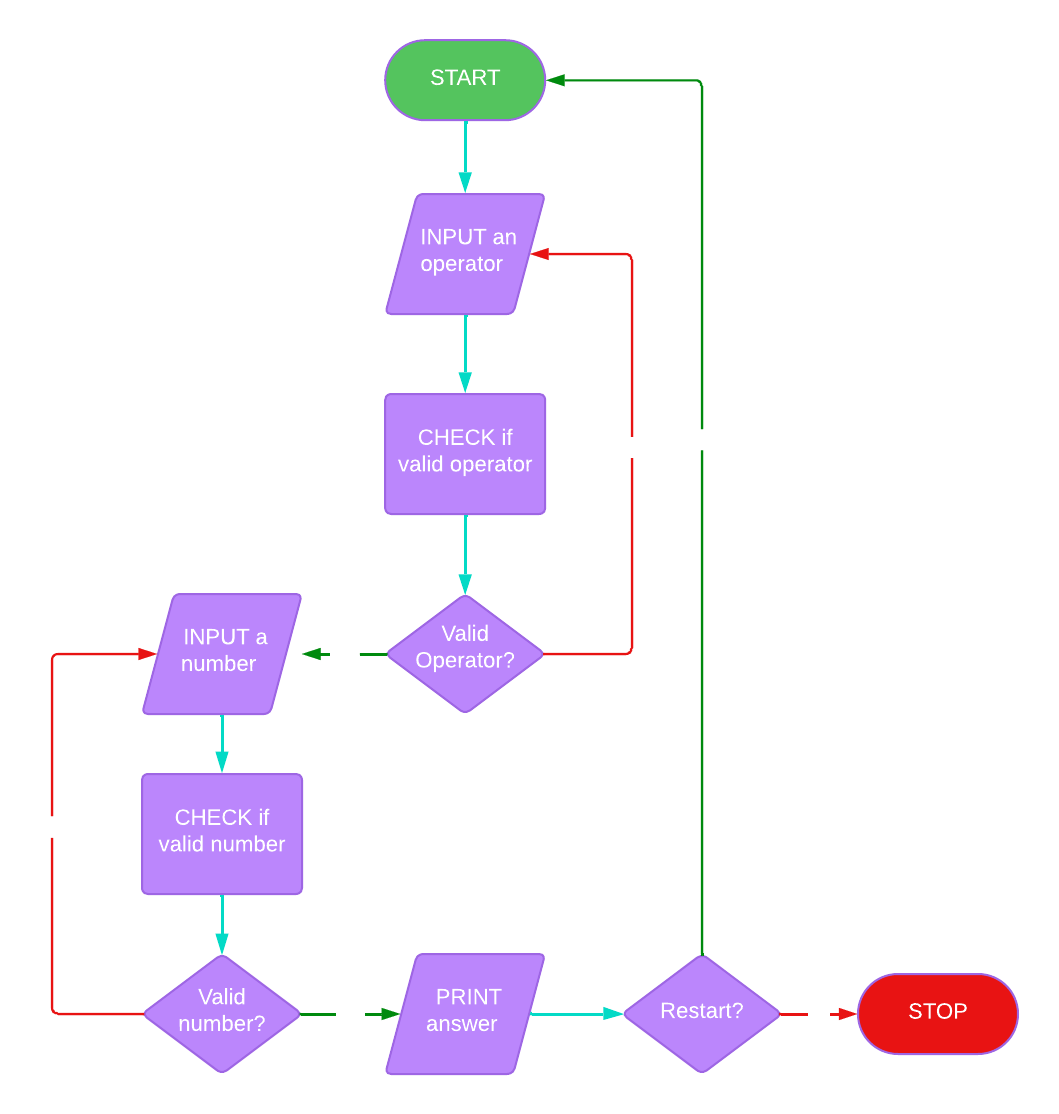 START
INPUT an
operator
CHECK if
valid operator
Valid
Operator?
INPUT a
number
CHECK if
valid number
Valid
number?
PRINT
answer
Restart?
STOP